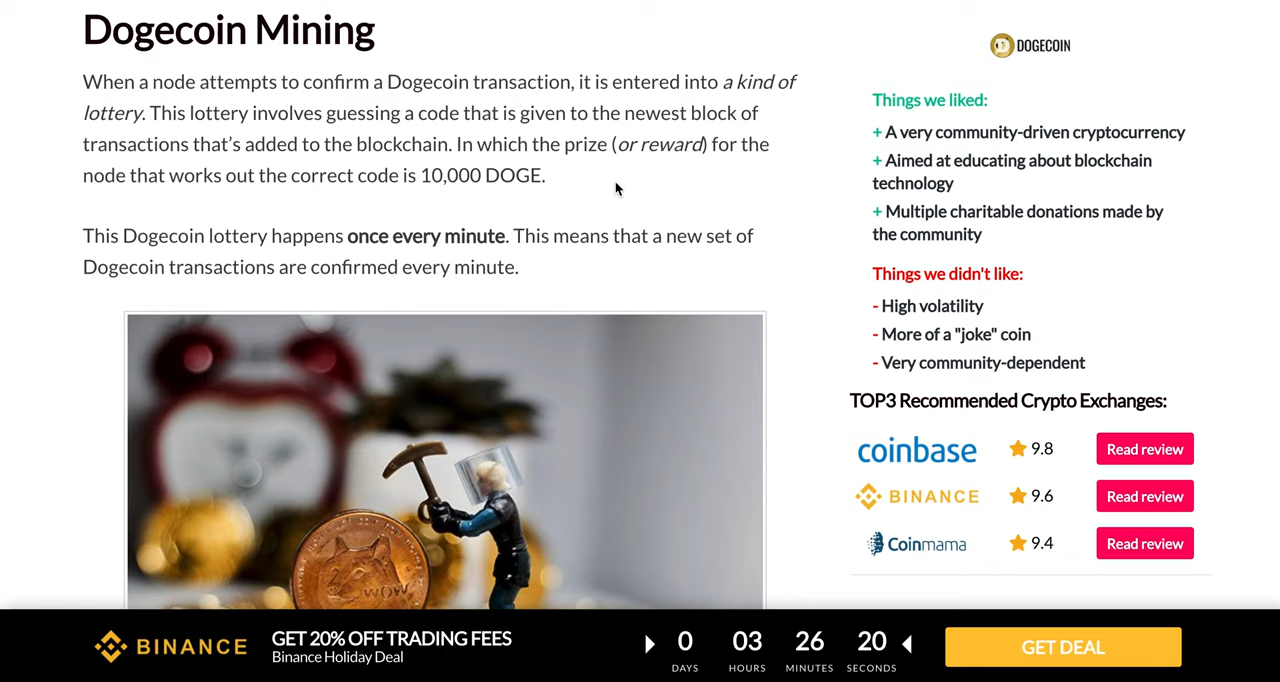 Dogecoin Mining
When a node attempts to confirm a Dogecoin transaction, it is entered into a kind of
lottery. This lottery involves guessing a code that is given to the newest block of
transactions that’s added to the blockchain. In which the prize (or reward) for the
node that works out the correct code is 10,000 DOGE.
This Dogecoin lottery happens once every minute. This means that a new set of
Dogecoin transactions are confirmed every minute.
WOW
DOGECOIN
Things we liked:
+ A very community-driven cryptocurrency
+ Aimed at educating about blockchain
technology
+ Multiple charitable donations made by
the community
Things we didn't like:
- High volatility
- More of a "joke" coin
- Very community-dependent
TOP3 Recommended Crypto Exchanges:
coinbase 9.8 Read review
BINANCE 9.6 Read review
Coinmama 9.4 Read review
BINANCE
GET 20% OFF TRADING FEES
Binance Holiday Deal
0 03 26 20
DAYS HOURS MINUTES SECONDS
GET DEAL